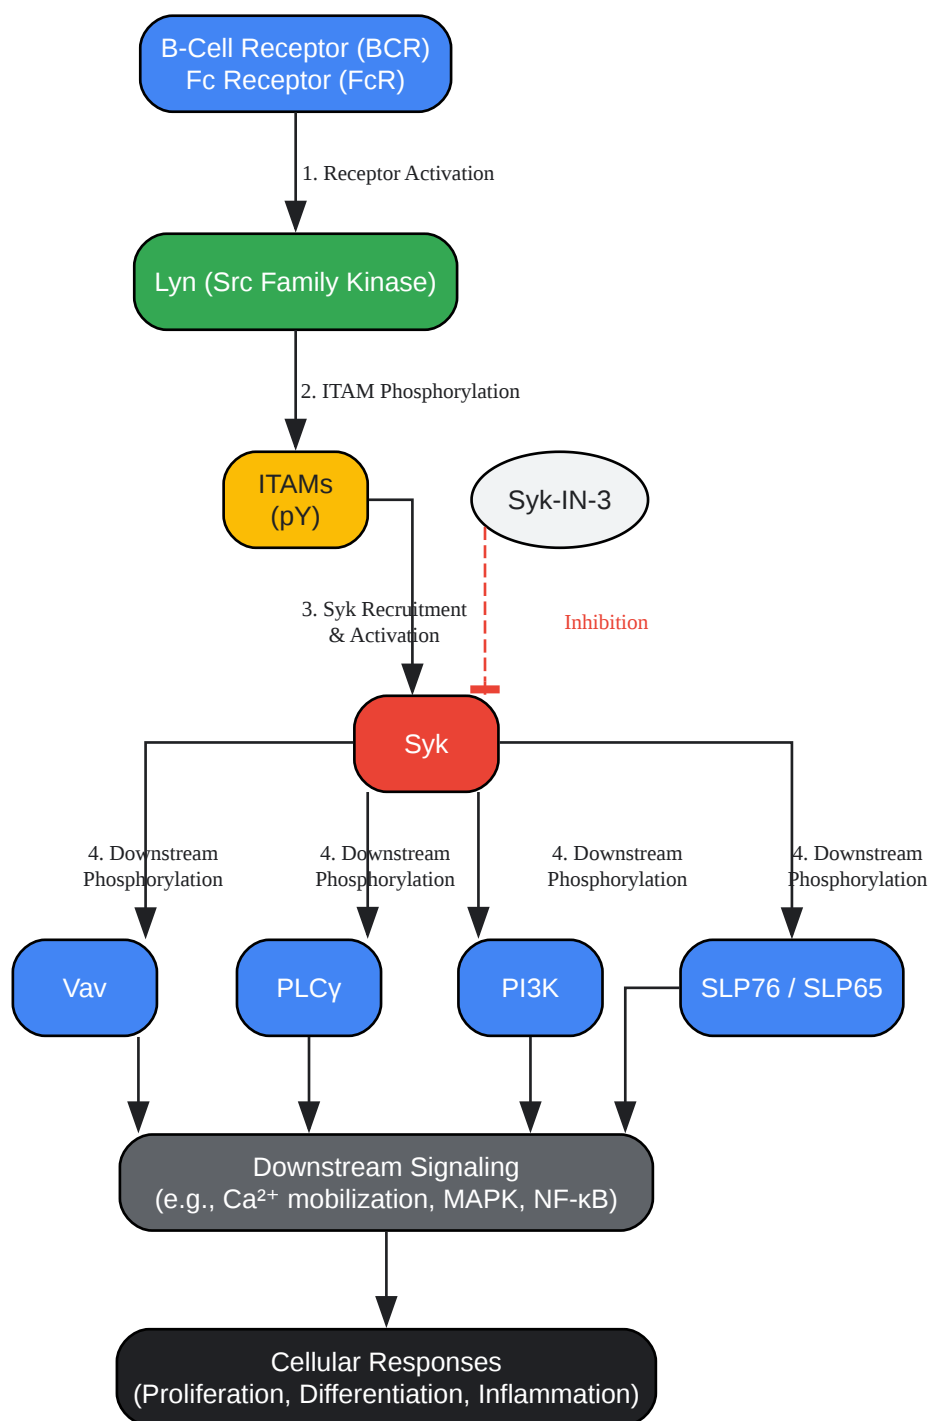 B-Cell Receptor (BCR)
Fc Receptor (FcR)
1. Receptor Activation
Lyn (Src Family Kinase)
2. ITAM Phosphorylation
ITAMs
(pY)
Syk-IN-3
3. Syk Recruitment
& Activation
Inhibition
Syk
4. Downstream
Phosphorylation
4. Downstream
Phosphorylation
4. Downstream
Phosphorylation
4. Downstream
Phosphorylation
Vav
PLCγ
PI3K
SLP76 / SLP65
Downstream Signaling
(e.g., Ca²⁺ mobilization, MAPK, NF-κB)
Cellular Responses
(Proliferation, Differentiation, Inflammation)